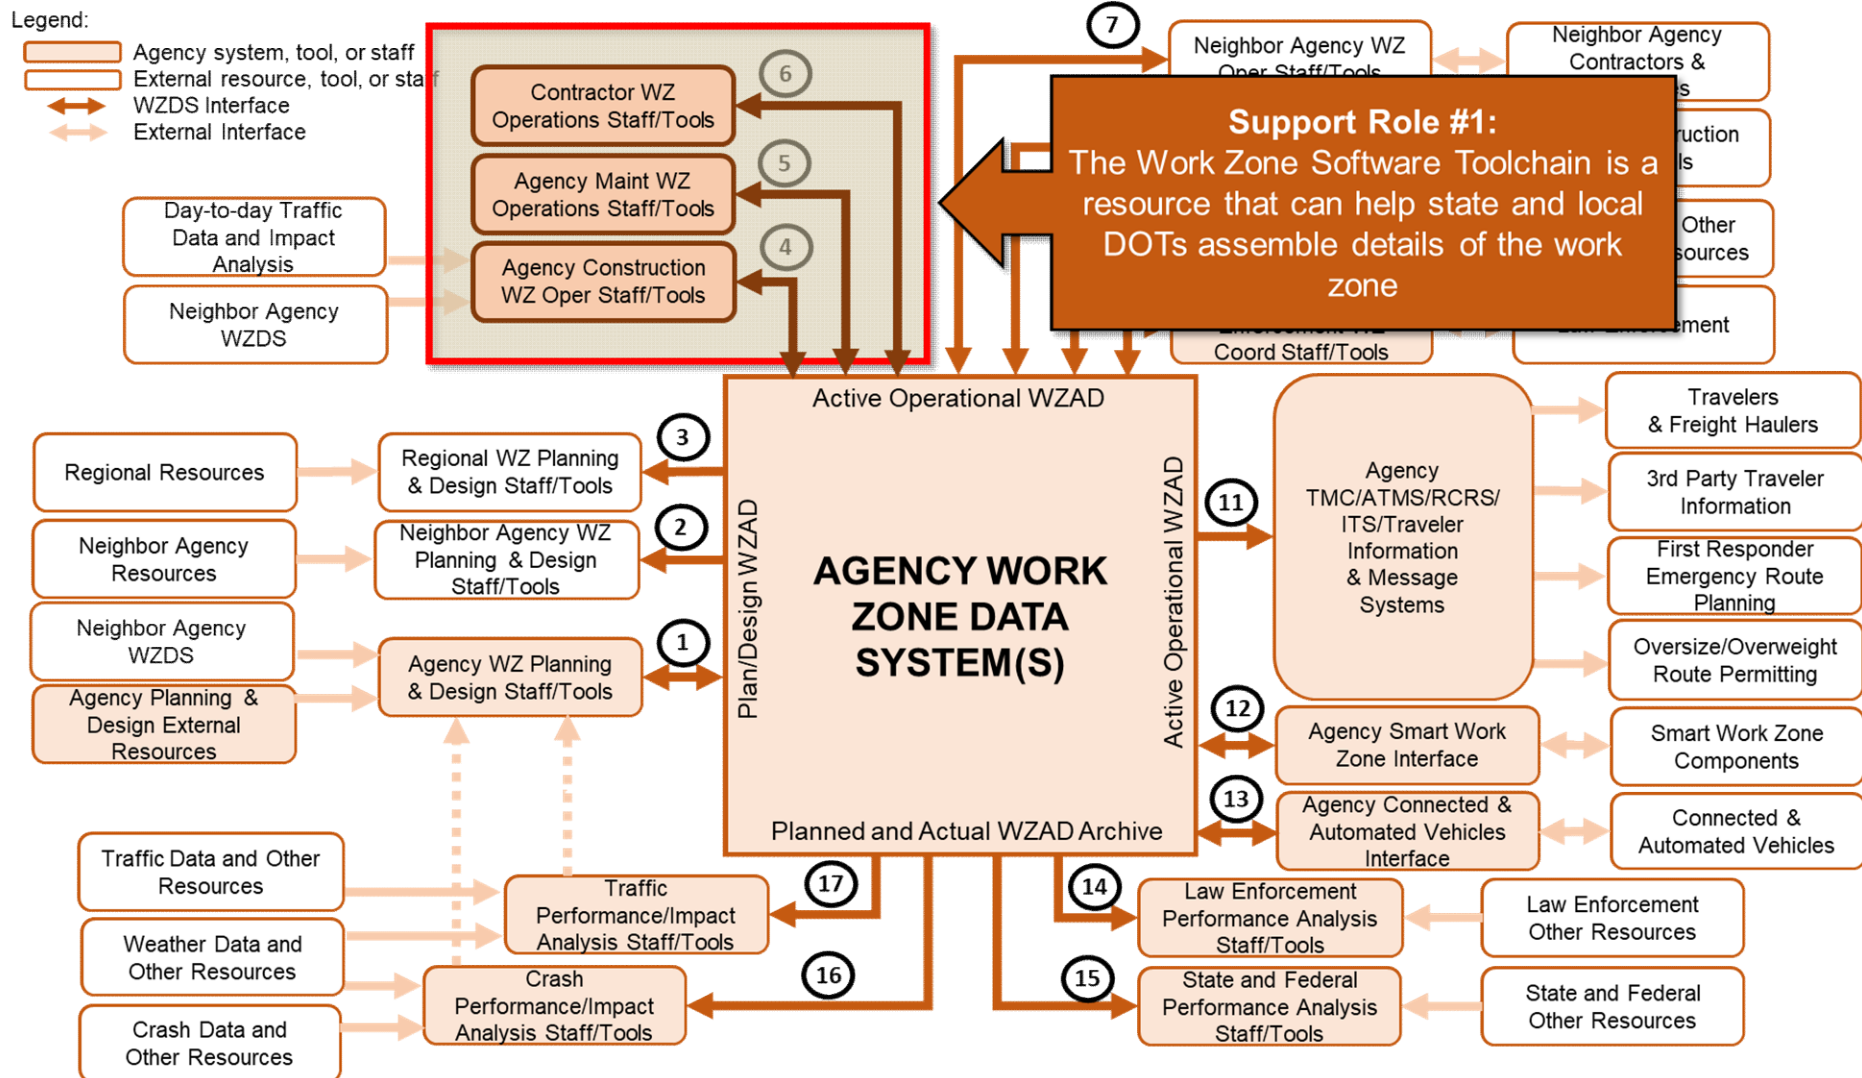 Legend:
Agency system, tool, or staff
External resource, tool, or staff
WZDS Interface
External Interface
Contractor WZ
Operations Staff/Tools
6
Agency Maint WZ
Operations Staff/Tools
5
Agency Construction
WZ Oper Staff/Tools
4
Day-to-day Traffic
Data and Impact
Analysis
Neighbor Agency
WZDS
7
Neighbor Agency WZ
Oper Staff/Tools
Neighbor Agency
Contractors &
Support Role #1:
The Work Zone Software Toolchain is a
resource that can help state and local
DOTs assemble details of the work
zone
Other
Coord Staff/Tools
Active Operational WZAD
Plan/Design WZAD
AGENCY WORK
ZONE DATA
SYSTEM(S)
Active Operational WZAD
Planned and Actual WZAD Archive
Regional Resources
Regional WZ Planning
& Design Staff/Tools
3
Neighbor Agency
Resources
Neighbor Agency WZ
Planning & Design
Staff/Tools
2
Neighbor Agency
WZDS
Agency Planning &
Design External
Resources
Agency WZ Planning
& Design Staff/Tools
1
11
Agency
TMC/ATMS/RCRS/
ITS/Traveler
Information
& Message
Systems
Travelers
& Freight Haulers
3rd Party Traveler
Information
First Responder
Emergency Route
Planning
Oversize/Overweight
Route Permitting
12
Agency Smart Work
Zone Interface
Smart Work Zone
Components
13
Agency Connected &
Automated Vehicles
Interface
Connected &
Automated Vehicles
Traffic Data and Other
Resources
Weather Data and
Other Resources
Crash Data and
Other Resources
Traffic
Performance/Impact
Analysis Staff/Tools
17
Crash
Performance/Impact
Analysis Staff/Tools
16
14
Law Enforcement
Performance Analysis
Staff/Tools
Law Enforcement
Other Resources
15
State and Federal
Performance Analysis
Staff/Tools
State and Federal
Other Resources